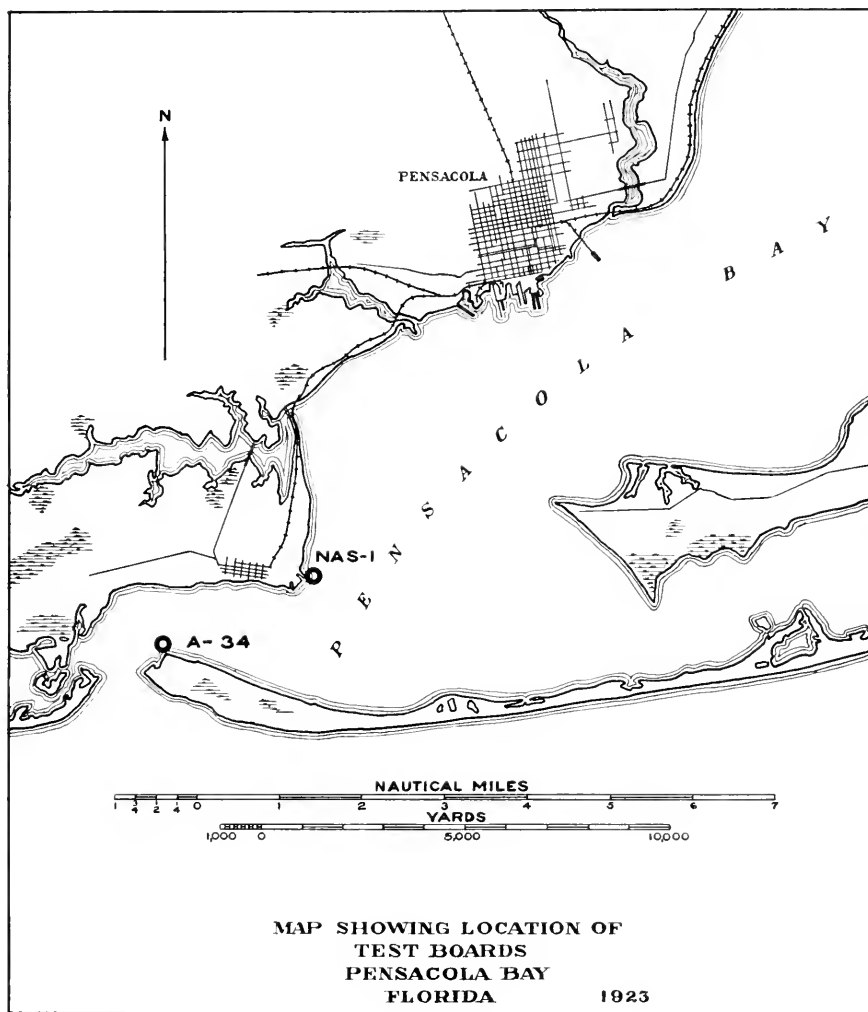 N
PENSACOLA
PENSACOLA BAY
NAS-1
A-34
NAUTICAL MILES
1 3/4 1/2 1/4 0 1 2 3 4 5 6 7
YARDS
1,000 0 5,000 10,000
MAP SHOWING LOCATION OF
TEST BOARDS
PENSACOLA BAY
FLORIDA 1923